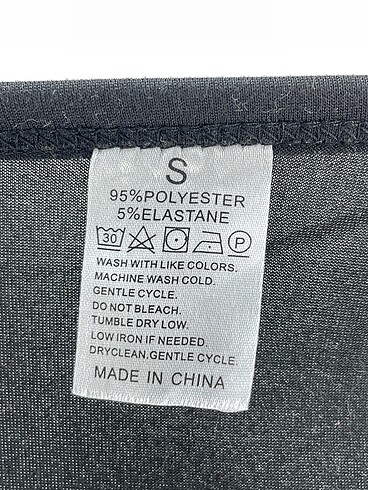 S
95%POLYESTER
5%ELASTANE
30 P
WASH WITH LIKE COLORS.
MACHINE WASH COLD.
GENTLE CYCLE.
DO NOT BLEACH.
TUMBLE DRY LOW.
LOW IRON IF NEEDED.
DRYCLEAN.GENTLE CYCLE.
MADE IN CHINA